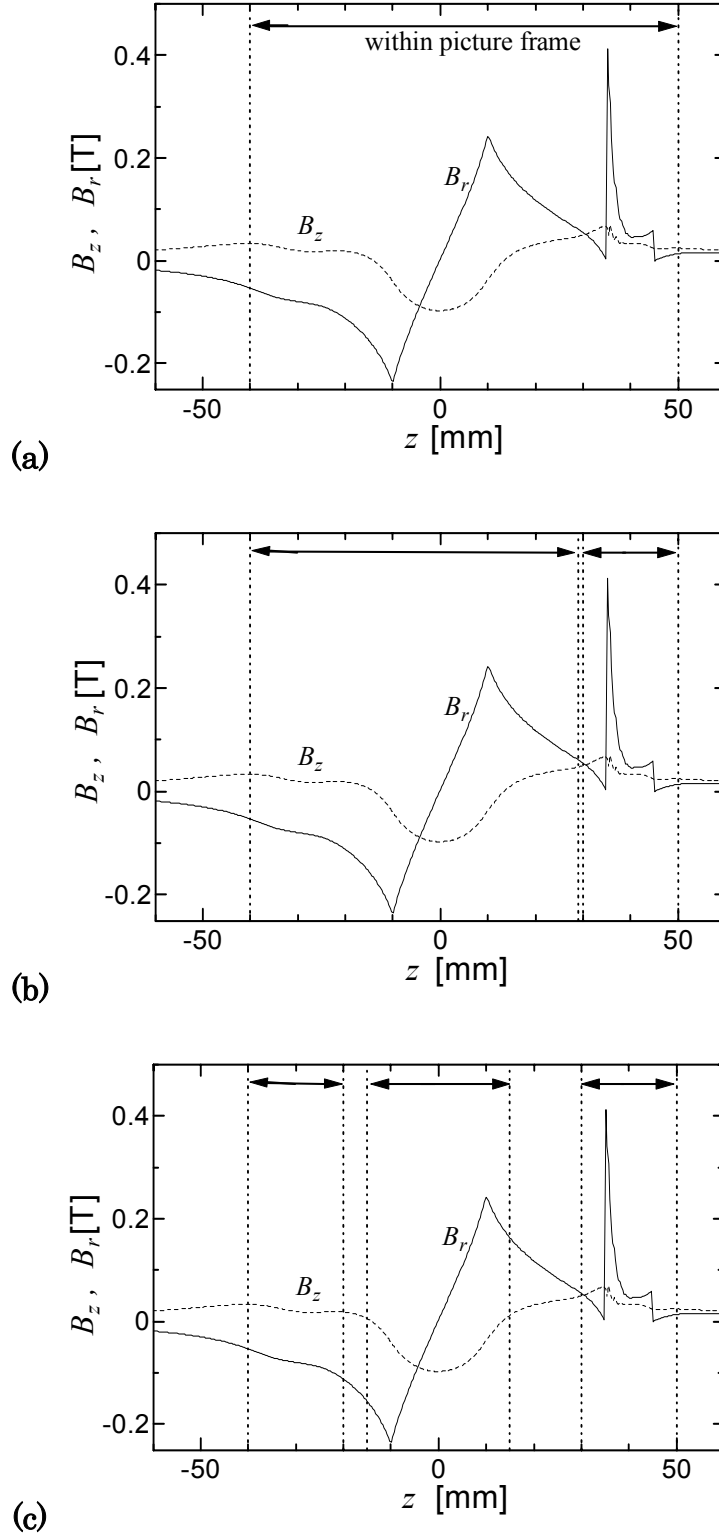 within picture frame
B_z , B_r [T]
0.4
0.2
0
-0.2
B_r
B_z
-50
0
50
z [mm]
(a)
B_z , B_r [T]
0.4
0.2
0
-0.2
B_r
B_z
-50
0
50
z [mm]
(b)
B_z , B_r [T]
0.4
0.2
0
-0.2
B_r
B_z
-50
0
50
z [mm]
(c)